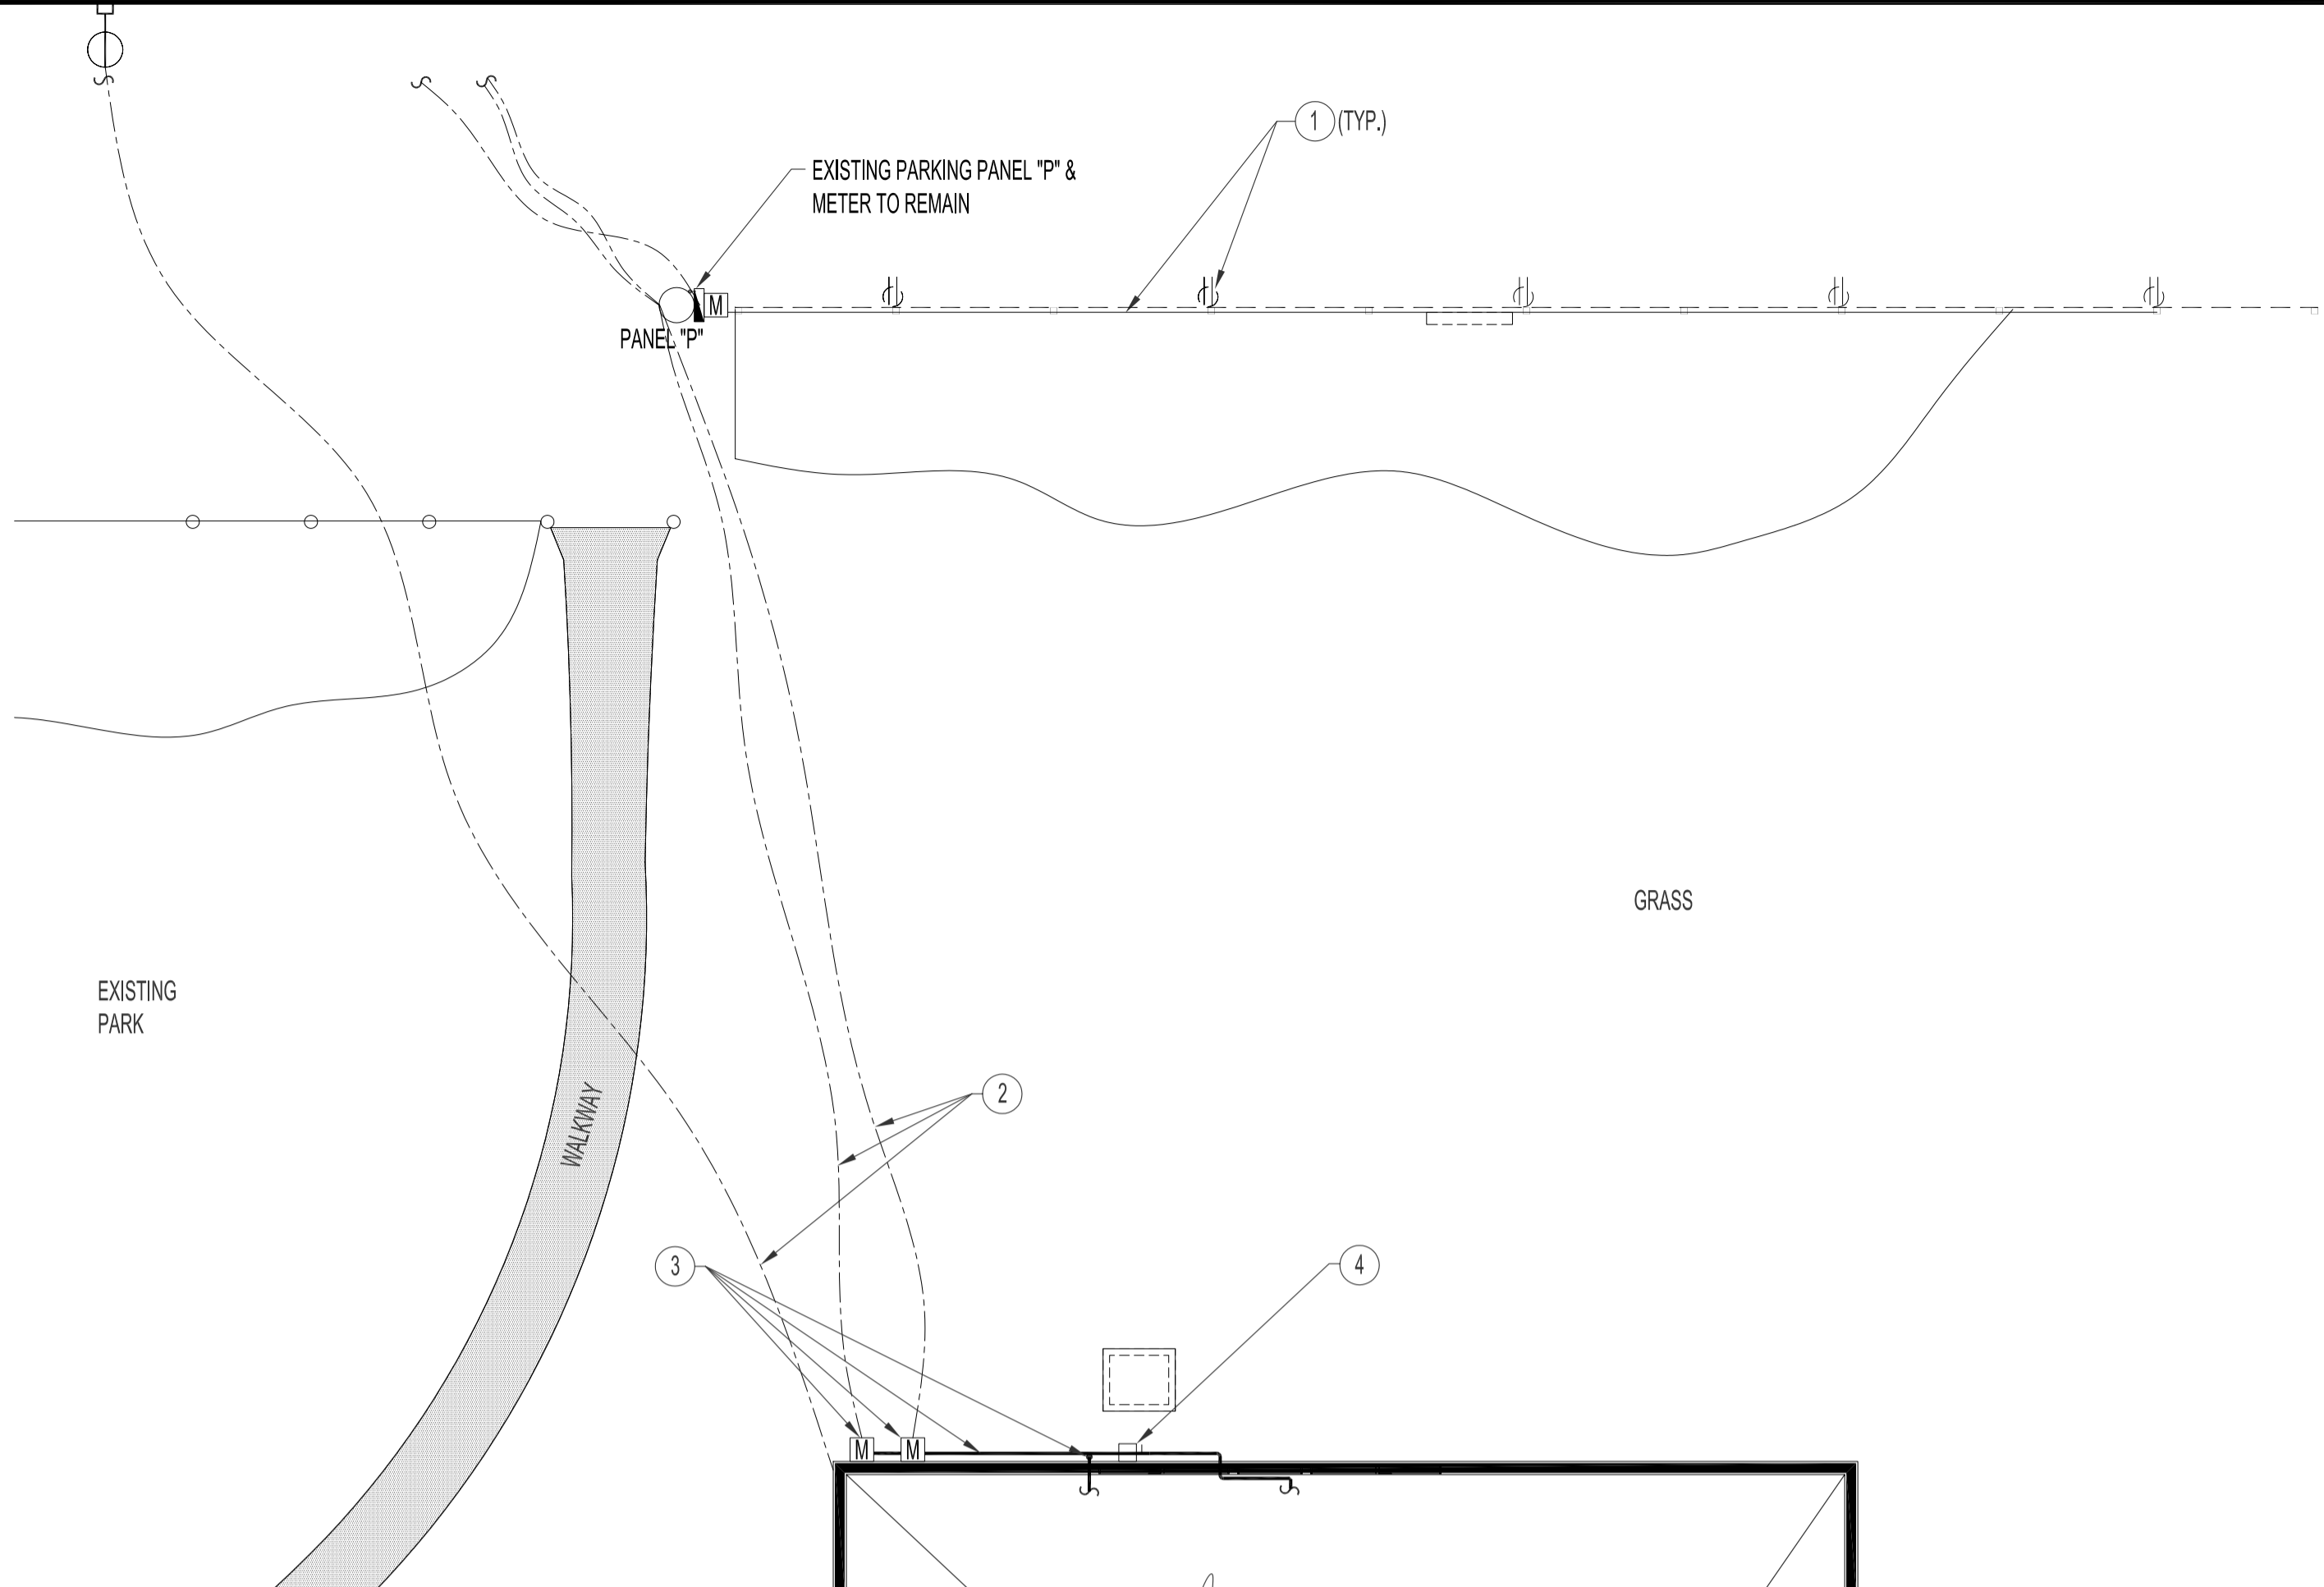 1 (TYP.)
EXISTING PARKING PANEL "P" &
METER TO REMAIN
M
PANEL "P"
GRASS
EXISTING
PARK
WALKWAY
2
3
4
M
M